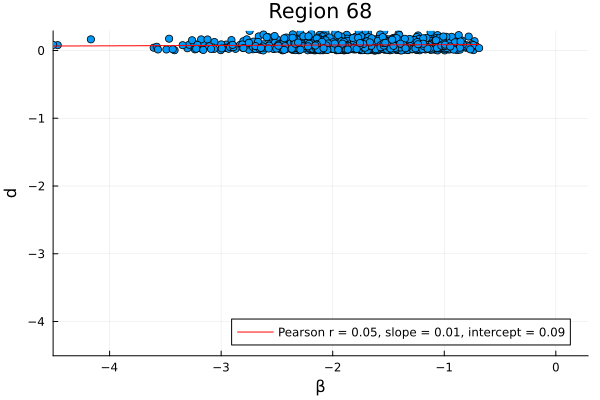 Region 68
d
0
−1
−2
−3
−4
Pearson r = 0.05, slope = 0.01, intercept = 0.09
−4
−3
−2
−1
0
β